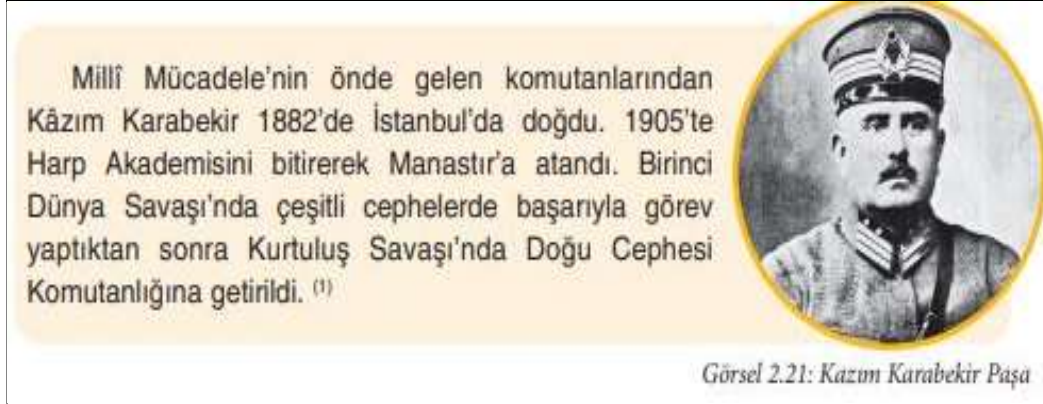 Millî Mücadele'nin önde gelen komutanlarından
Kâzım Karabekir 1882'de İstanbul'da doğdu. 1905'te
Harp Akademisini bitirerek Manastır'a atandı. Birinci
Dünya Savaşı'nda çeşitli cephelerde başarıyla görev
yaptıktan sonra Kurtuluş Savaşı'nda Doğu Cephesi
Komutanlığına getirildi. (1)
Görsel 2.21: Kazım Karabekir Paşa